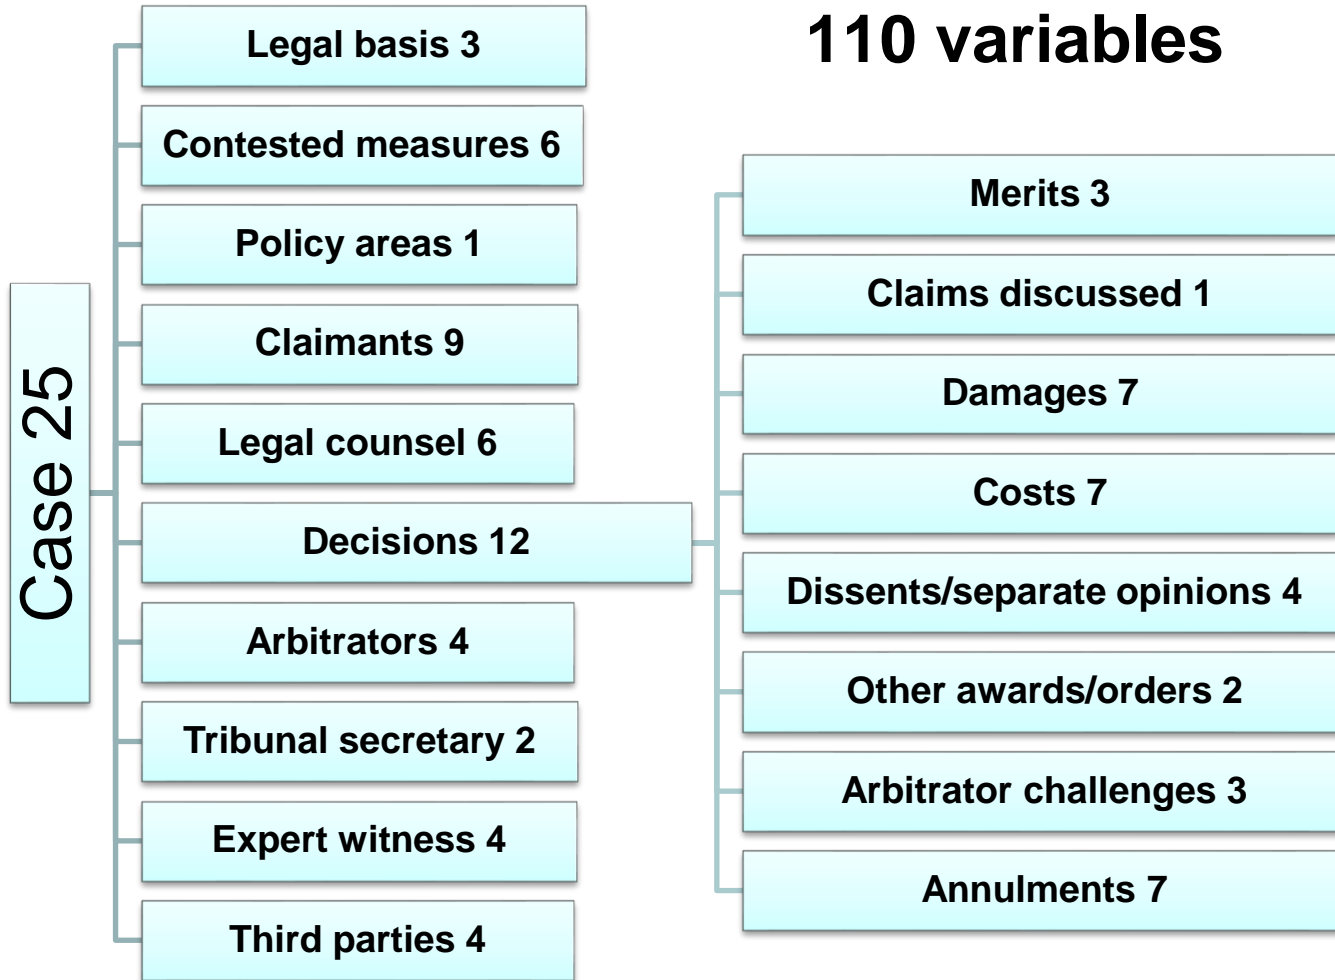 110 variables
Case 25
Legal basis 3
Contested measures 6
Policy areas 1
Claimants 9
Legal counsel 6
Decisions 12
Arbitrators 4
Tribunal secretary 2
Expert witness 4
Third parties 4
Merits 3
Claims discussed 1
Damages 7
Costs 7
Dissents/separate opinions 4
Other awards/orders 2
Arbitrator challenges 3
Annulments 7